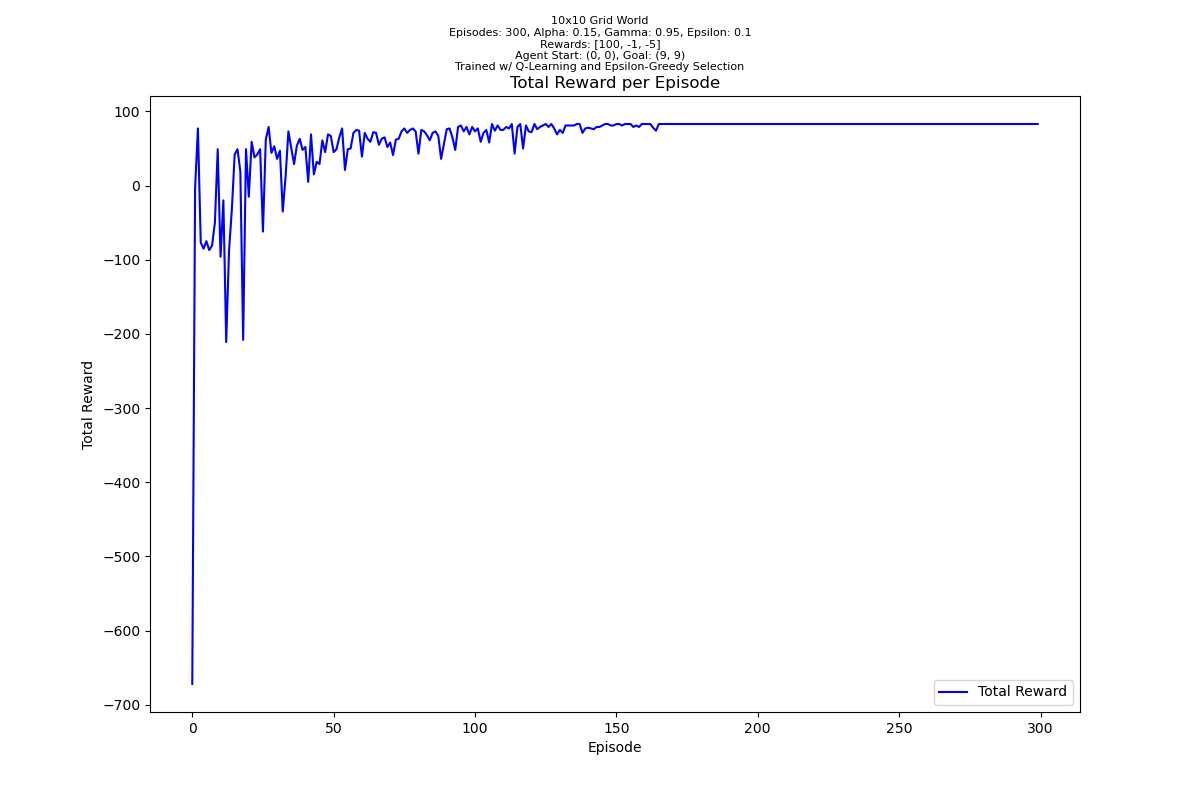 10x10 Grid World
Episodes: 300, Alpha: 0.15, Gamma: 0.95, Epsilon: 0.1
Rewards: [100, -1, -5]
Agent Start: (0, 0), Goal: (9, 9)
Trained w/ Q-Learning and Epsilon-Greedy Selection
Total Reward per Episode
100
0
−100
−200
−300
−400
−500
−600
−700
Total Reward
Total Reward
0 50 100 150 200 250 300
Episode